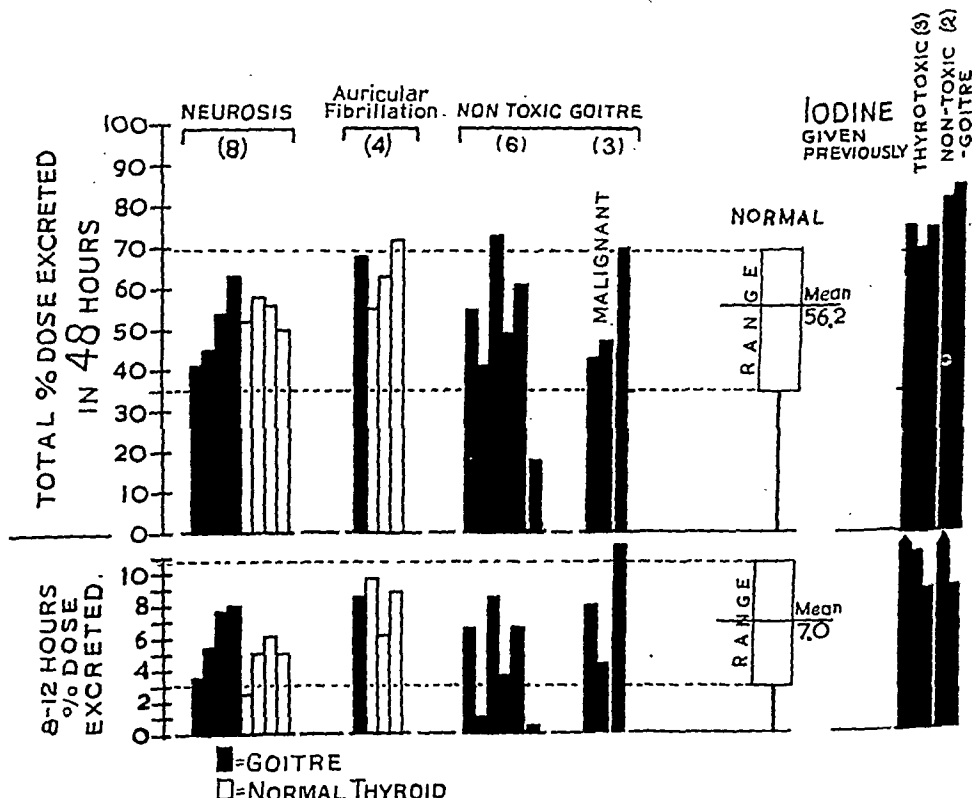 NEUROSIS
(8)
Auricular
Fibrillation.
(4)
NON TOXIC GOITRE
(6)
(3)
MALIGNANT
IODINE
GIVEN
PREVIOUSLY
THYROTOXIC (3)
NON-TOXIC (2)
-GOITRE
TOTAL % DOSE EXCRETED
IN 48 HOURS
100
90
80
70
60
50
40
30
20
10
0
NORMAL
RANGE
Mean
56.2
8-12 HOURS
% DOSE
EXCRETED.
10
8
6
4
2
0
RANGE
Mean
7.0
=GOITRE
=NORMAL THYROID